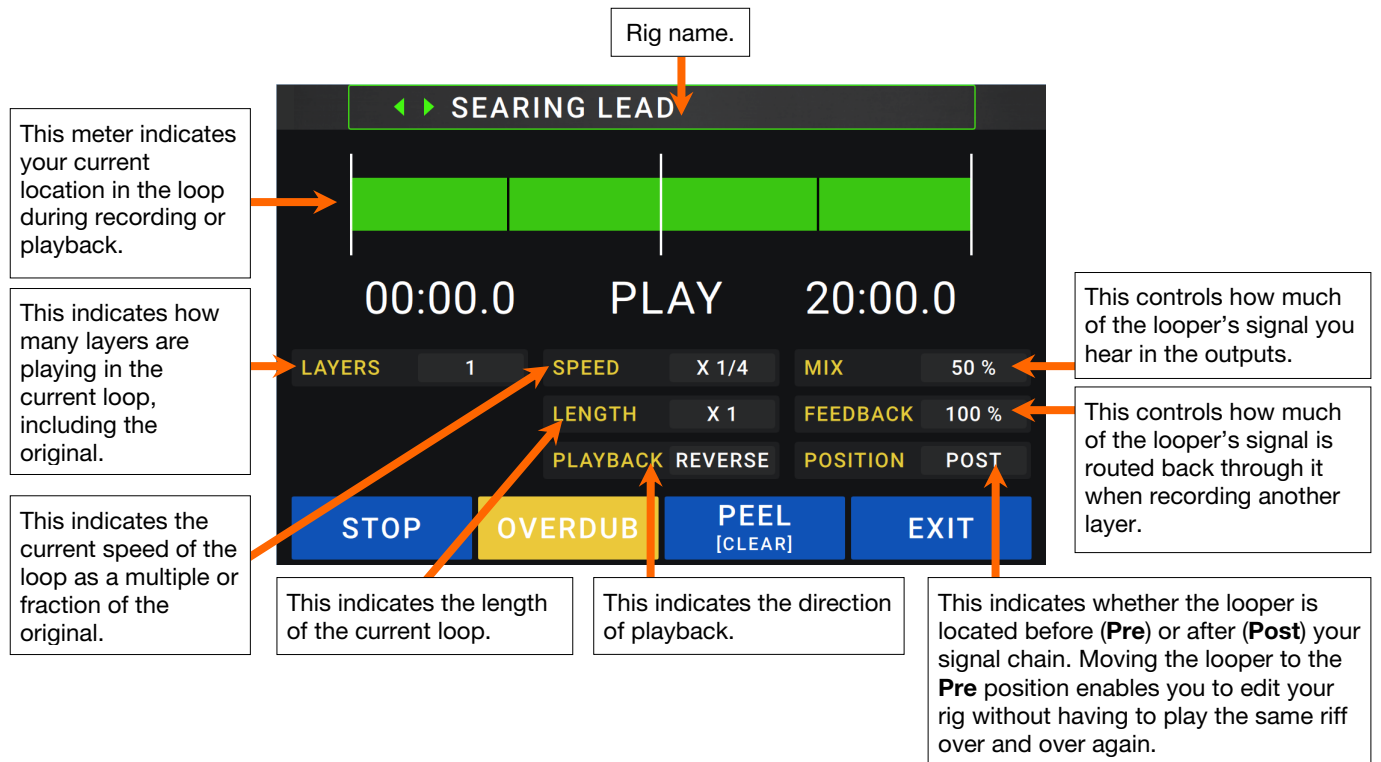 Rig name.
SEARING LEAD
This meter indicates
your current
location in the loop
during recording or
playback.
00:00.0 PLAY 20:00.0
This indicates how
many layers are
playing in the
current loop,
including the
original.
LAYERS 1 SPEED X 1/4 MIX 50 %
LENGTH X 1 FEEDBACK 100 %
PLAYBACK REVERSE POSITION POST
This controls how much
of the looper’s signal you
hear in the outputs.
This controls how much
of the looper’s signal is
routed back through it
when recording another
layer.
STOP OVERDUB PEEL EXIT
[CLEAR]
This indicates the
current speed of the
loop as a multiple or
fraction of the
original.
This indicates the length
of the current loop.
This indicates the direction
of playback.
This indicates whether the looper is
located before (Pre) or after (Post) your
signal chain. Moving the looper to the
Pre position enables you to edit your
rig without having to play the same riff
over and over again.